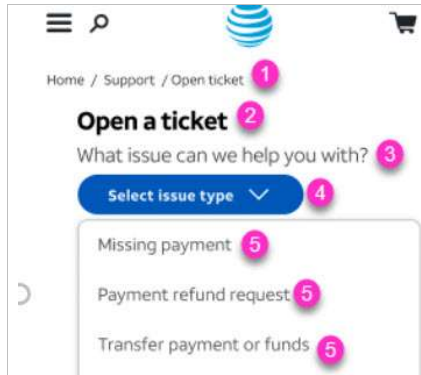 Home / Support / Open ticket 1
Open a ticket 2
What issue can we help you with? 3
Select issue type 4
Missing payment 5
Payment refund request 5
Transfer payment or funds 5